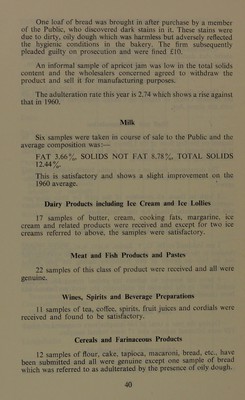 One loaf of bread was brought in after purchase by a member
of the Public, who discovered dark stains in it. These stains were
due to dirty, oily dough which was harmless but adversely reflected
the hygienic conditions in the bakery. The firm subsequently
pleaded guilty on prosecution and were fined £10.
An informal sample of apricot jam was low in the total solids
content and the wholesalers concerned agreed to withdraw the
product and sell it for manufacturing purposes.
The adulteration rate this year is 2.74 which shows a rise against
that in 1960.
Milk
Six samples were taken in course of sale to the Public and the
average composition was:—
FAT 3.66%, SOLIDS NOT FAT 8.78%, TOTAL SOLIDS
12.44%.
This is satisfactory and shows a slight improvement on the
1960 average.
Dairy Products including Ice Cream and Ice Lollies
17 samples of butter, cream, cooking fats, margarine, ice
cream and related products were received and except for two ice
creams referred to above, the samples were satisfactory.
Meat and Fish Products and Pastes
22 samples of this class of product were received and all were
genuine.
Wines, Spirits and Beverage Preparations
11 samples of tea, coffee, spirits, fruit juices and cordials were
received and found to be satisfactory.
Cereals and Farinaceous Products
12 samples of flour, cake, tapioca, macaroni, bread, etc., have
been submitted and all were genuine except one sample of bread
which was referred to as adulterated by the presence of oily dough.
40